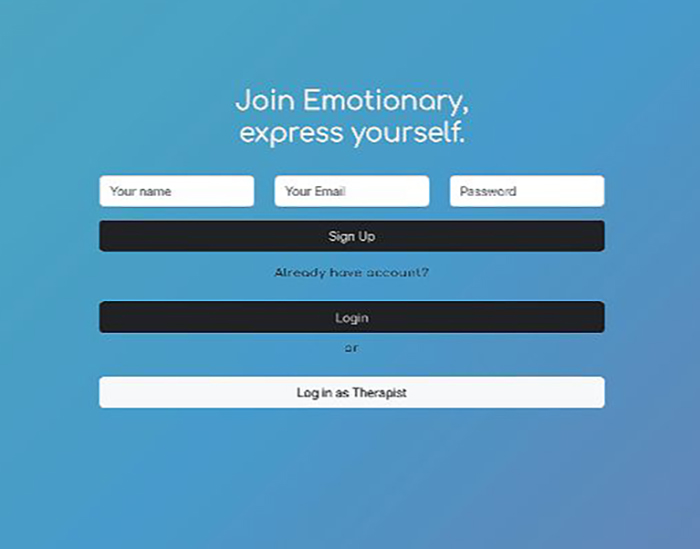 Join Emotionary,
express yourself.
Your name Your Email Password
Sign Up
Already have account?
Login
or
Log in as Therapist